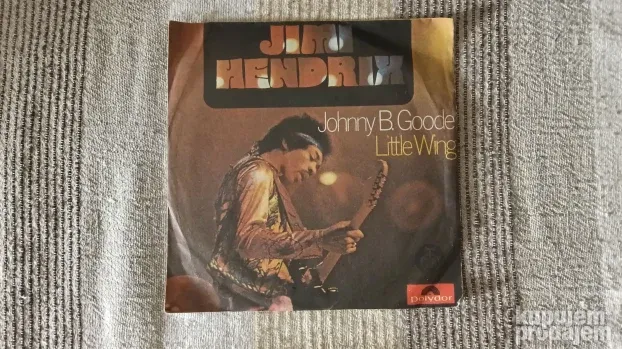 JIMI
HENDRIX
Johnny B. Goode
Little Wing
polydor
kupujem
prodajem